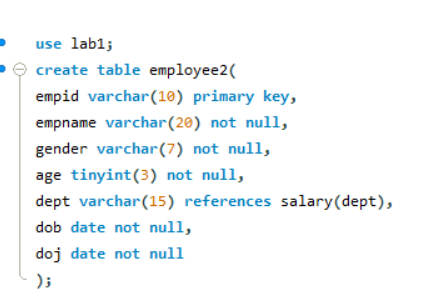 use lab1;
create table employee2(
empid varchar(10) primary key,
empname varchar(20) not null,
gender varchar(7) not null,
age tinyint(3) not null,
dept varchar(15) references salary(dept),
dob date not null,
doj date not null
);